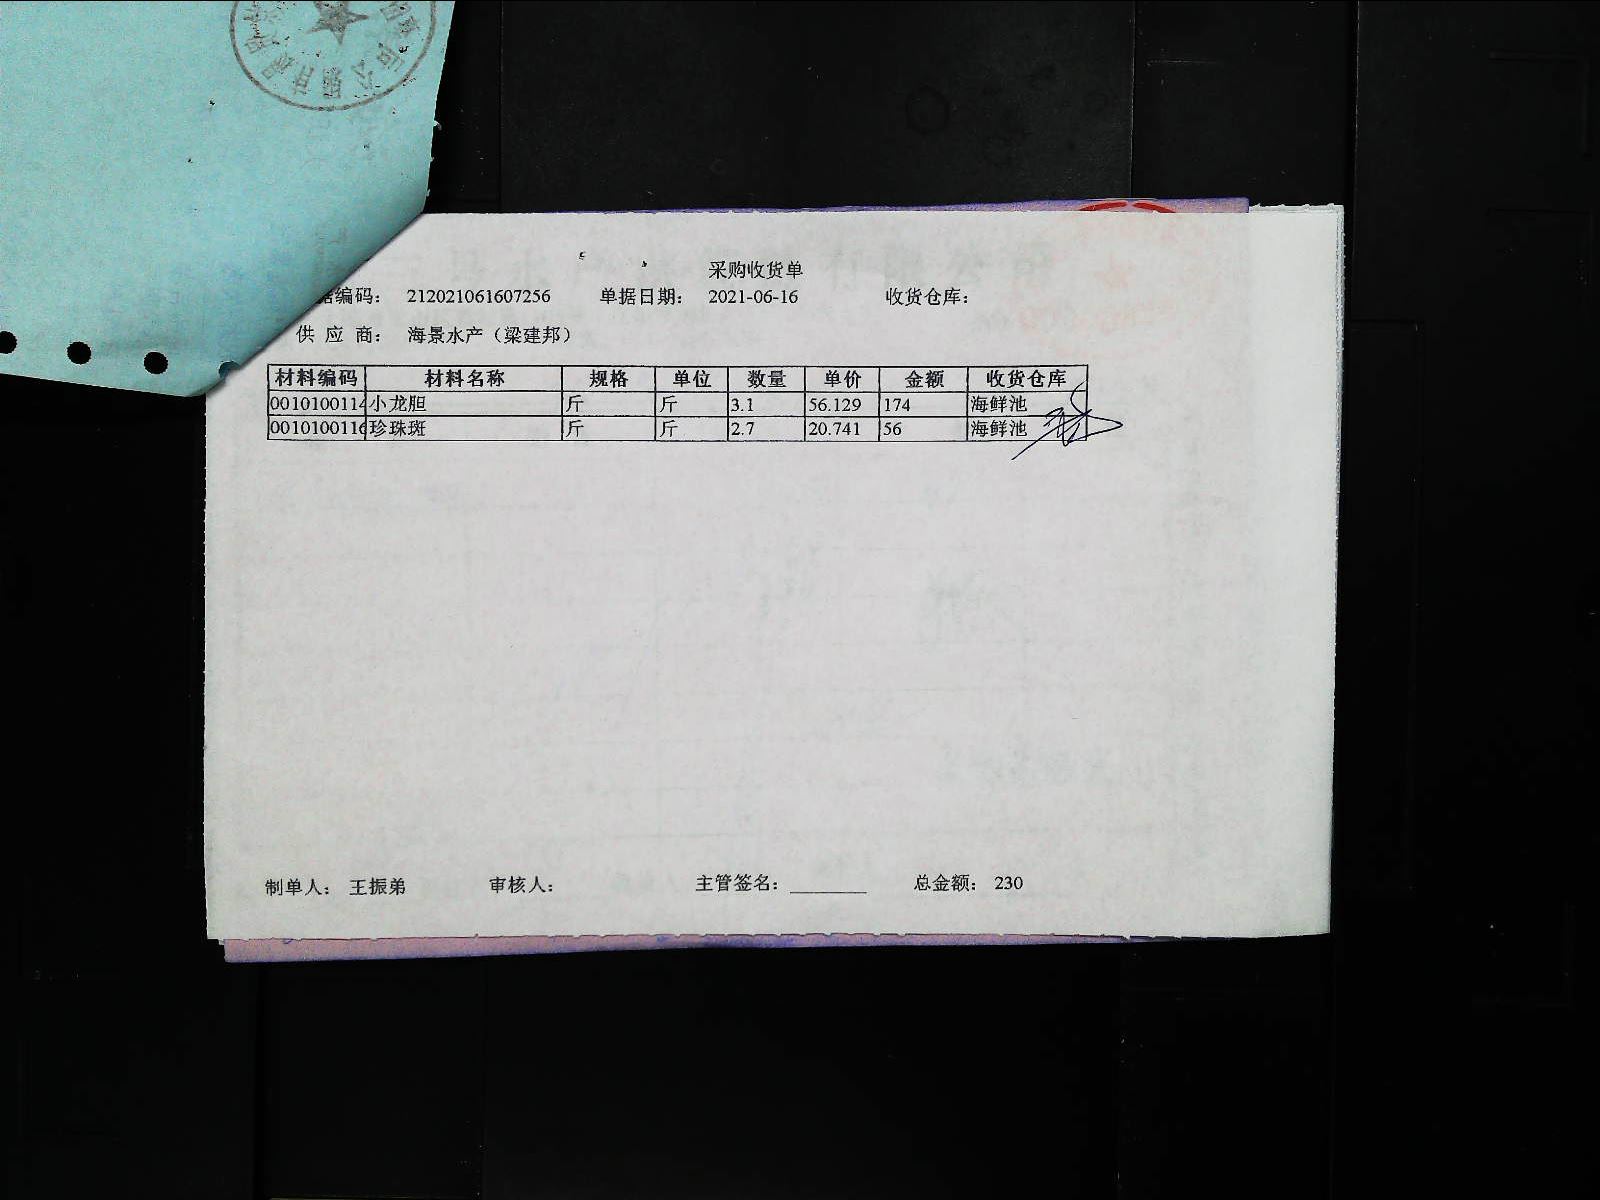 采购收货单
据编码： 212021061607256 单据日期： 2021-06-16 收货仓库：
供 应 商： 海景水产（梁建邦）
材料编码 材料名称 规格 单位 数量 单价 金额 收货仓库
0010100114 小龙胆 斤 斤 3.1 56.129 174 海鲜池
0010100116 珍珠斑 斤 斤 2.7 20.741 56 海鲜池
制单人： 王振弟 审核人： 主管签名：________ 总金额： 230